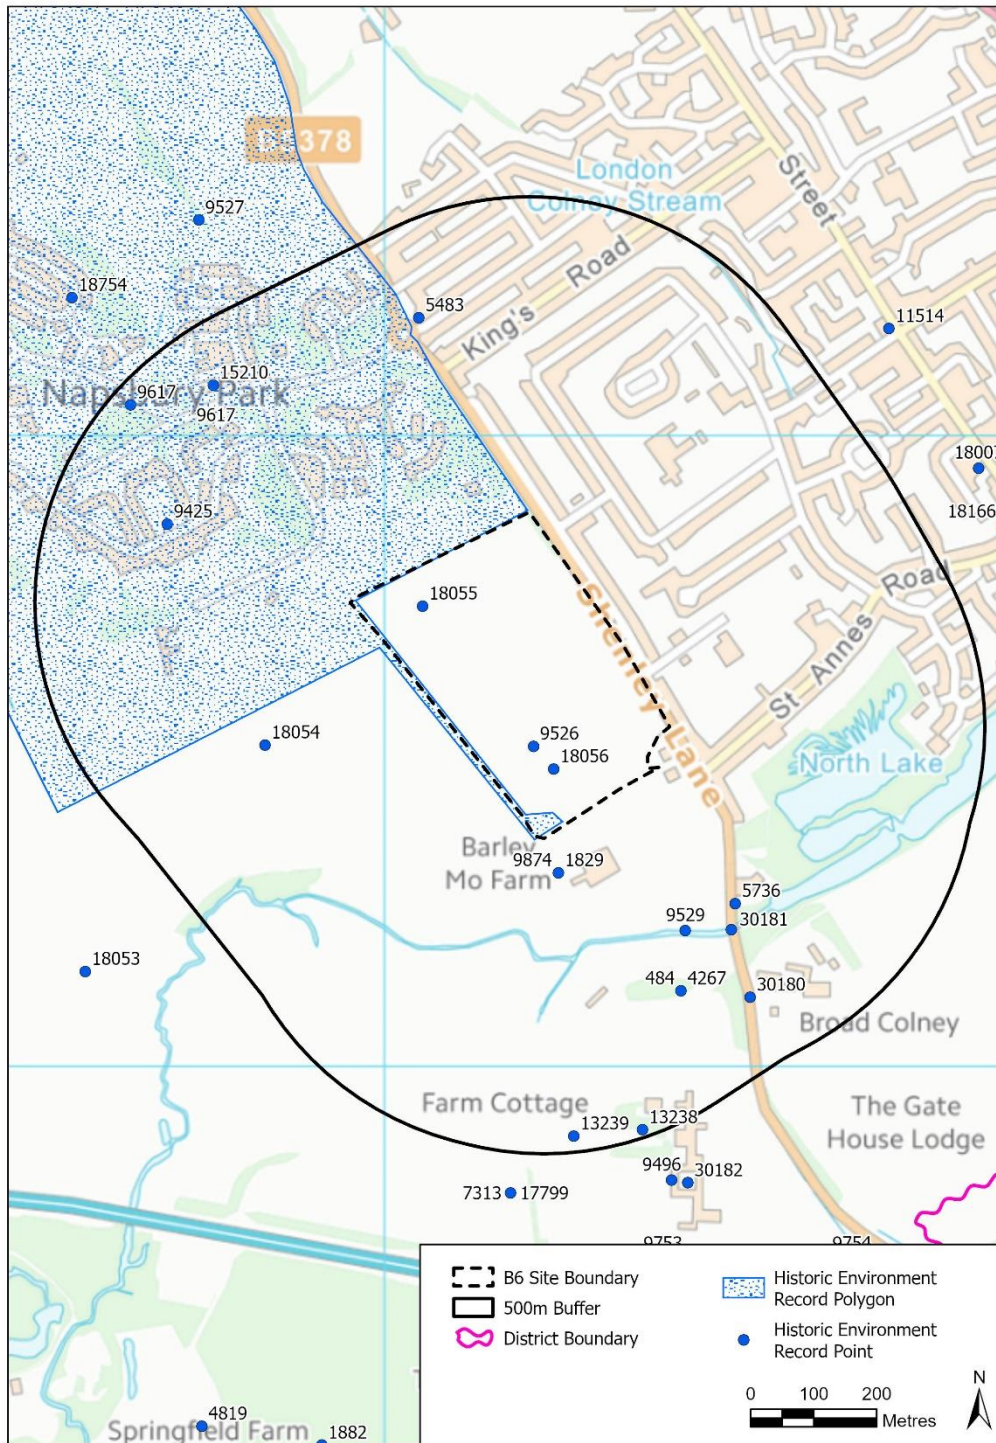 378
London
Colney Stream
Street
9527
18754
5483
King's Road
11514
15210
Napsbury Park
9617
9617
18166
9425
St Annes Road
18055
Shenley Lane
18054
9526
18056
North Lake
Barley
Mo Farm
9874
1829
5736
9529
30181
18053
484
4267
30180
Broad Colney
Farm Cottage
The Gate
House Lodge
13239
13238
9496
30182
7313
17799
9753
9754
B6 Site Boundary
500m Buffer
District Boundary
Historic Environment
Record Polygon
Historic Environment
Record Point
N
0 100 200
Metres
4819
Springfield Farm
1882